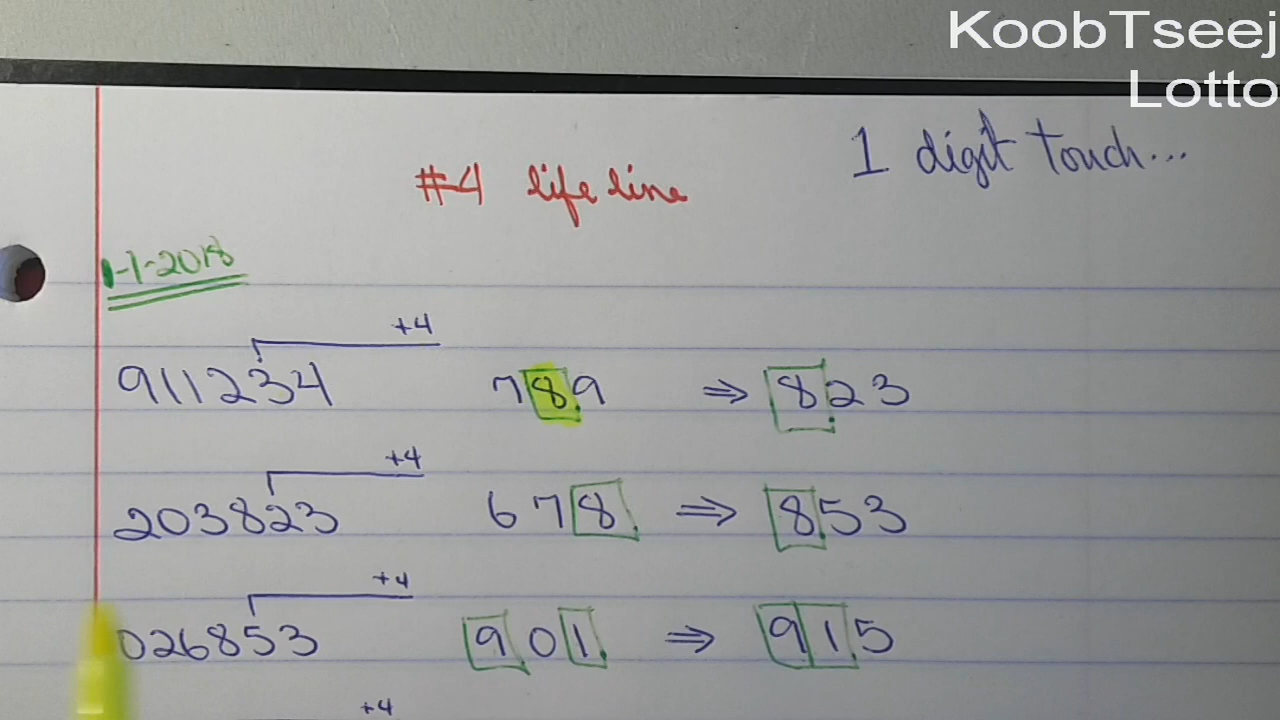 KoobTseej
Lotto
1 digit touch...
#4 life line
1-1-2018
+4
911234 789 ⇒ 823
+4
203823 678 ⇒ 853
+4
026853 901 ⇒ 915
+4